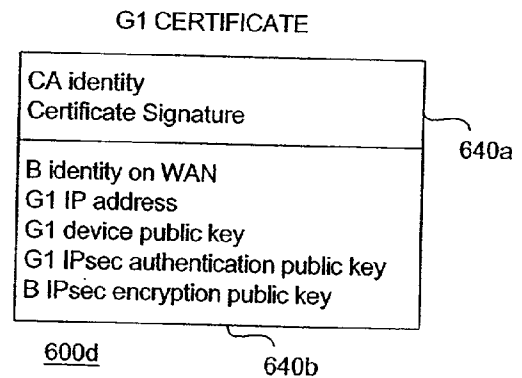 G1 CERTIFICATE
CA identity
Certificate Signature
640a
B identity on WAN
G1 IP address
G1 device public key
G1 IPsec authentication public key
B IPsec encryption public key
600d
640b